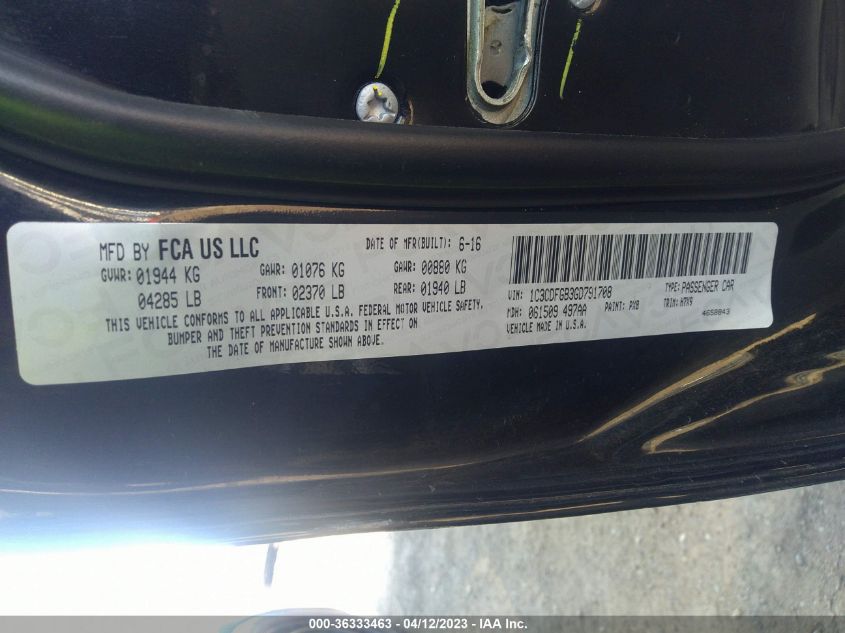 MFD BY FCA US LLC DATE OF MFR(BUILT): 6-16
GVWR: 01944 KG GAWR: 01076 KG GAWR: 00880 KG
04285 LB FRONT: 02370 LB REAR: 01940 LB
THIS VEHICLE CONFORMS TO ALL APPLICABLE U.S.A. FEDERAL MOTOR VEHICLE SAFETY,
BUMPER AND THEFT PREVENTION STANDARDS IN EFFECT ON
THE DATE OF MANUFACTURE SHOWN ABOVE.
VIN: 1C3CDFGB3GD791708 TYPE: PASSENGER CAR
MDH: 061509 497AA PAINT: PXB TRIM: H7X9
VEHICLE MADE IN U.S.A. 4658843
000-36333463 - 04/12/2023 - IAA Inc.